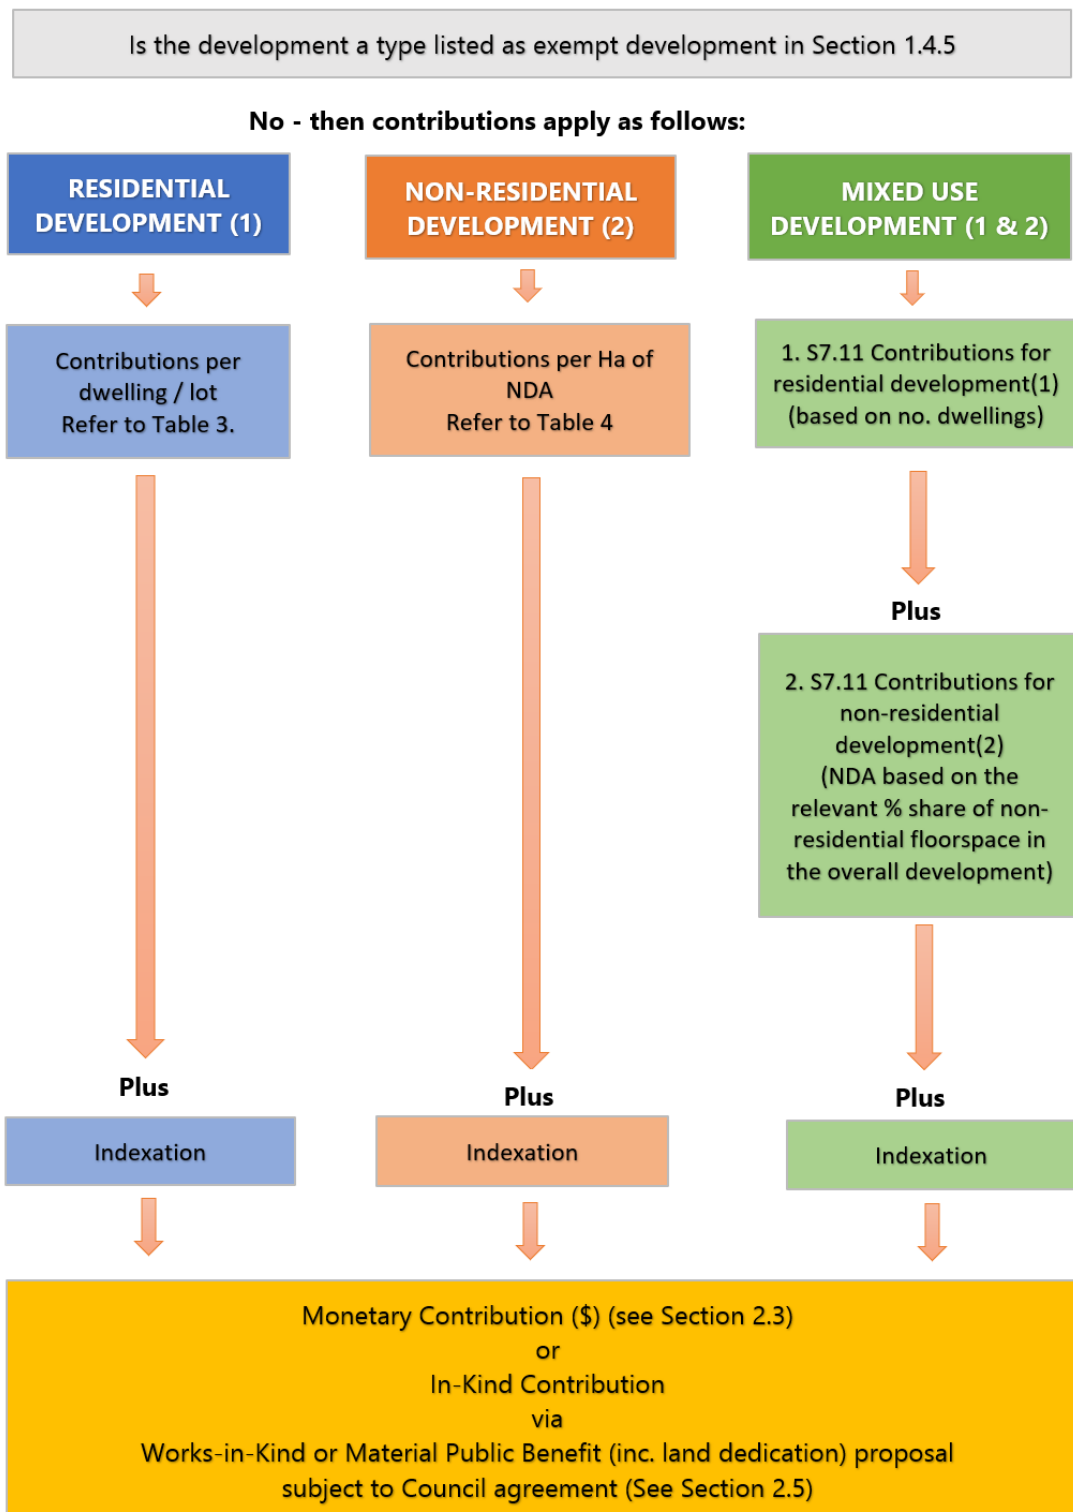 Is the development a type listed as exempt development in Section 1.4.5
No - then contributions apply as follows:
RESIDENTIAL
DEVELOPMENT (1)
Contributions per
dwelling / lot
Refer to Table 3.
Plus
Indexation
NON-RESIDENTIAL
DEVELOPMENT (2)
Contributions per Ha of
NDA
Refer to Table 4
Plus
Indexation
MIXED USE
DEVELOPMENT (1 & 2)
1. S7.11 Contributions for
residential development(1)
(based on no. dwellings)
Plus
2. S7.11 Contributions for
non-residential
development(2)
(NDA based on the
relevant % share of non-
residential floorspace in
the overall development)
Plus
Indexation
Monetary Contribution ($) (see Section 2.3)
or
In-Kind Contribution
via
Works-in-Kind or Material Public Benefit (inc. land dedication) proposal
subject to Council agreement (See Section 2.5)